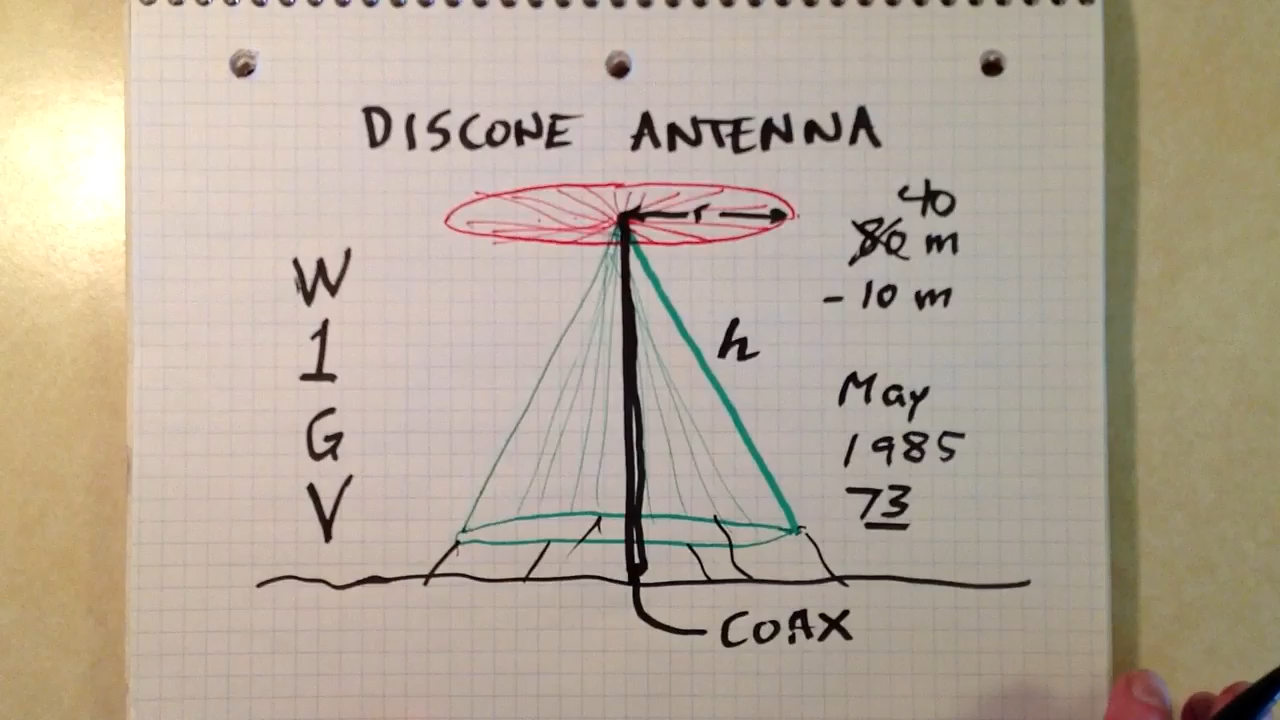 DISCONE ANTENNA
r
40
80 m
- 10 m
W
1
G
V
h
May
1985
73
COAX